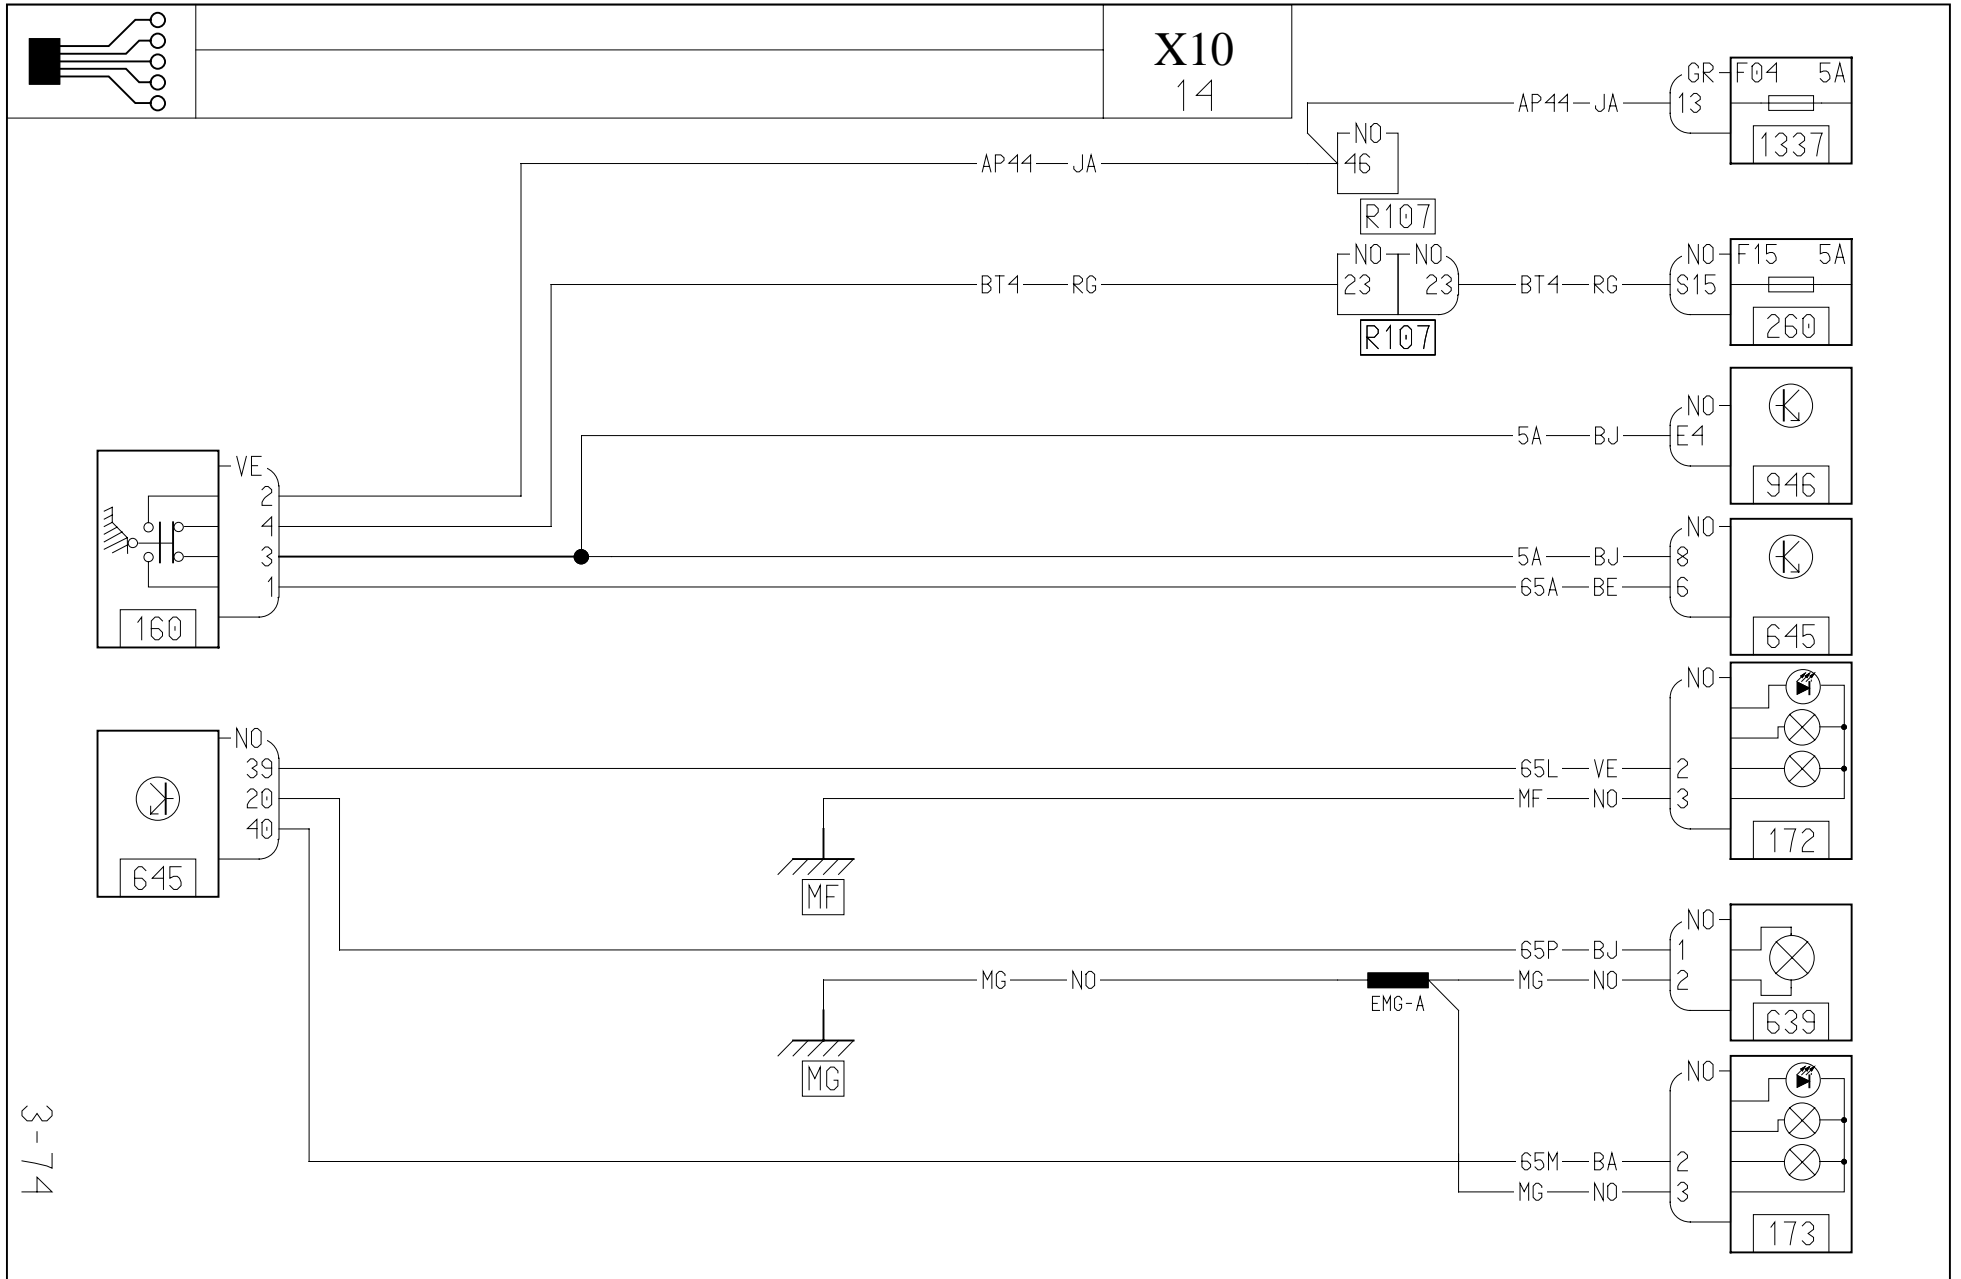 X10
14
GR F04 5A
AP44 JA 13
NO 1337
AP44 JA 46
R107
NO NO NO F15 5A
BT4 RG 23 23 BT4 RG S15
R107 260
NO
5A BJ E4
VE 946
2
4 NO
3 5A BJ 8
1 65A BE 6
160 645
NO
NO
39 65L VE 2
20 MF NO 3
40 172
645 MF
NO
65P BJ 1
MG NO MG NO 2
EMG-A 639
MG
NO
65M BA 2
MG NO 3
173
3-74